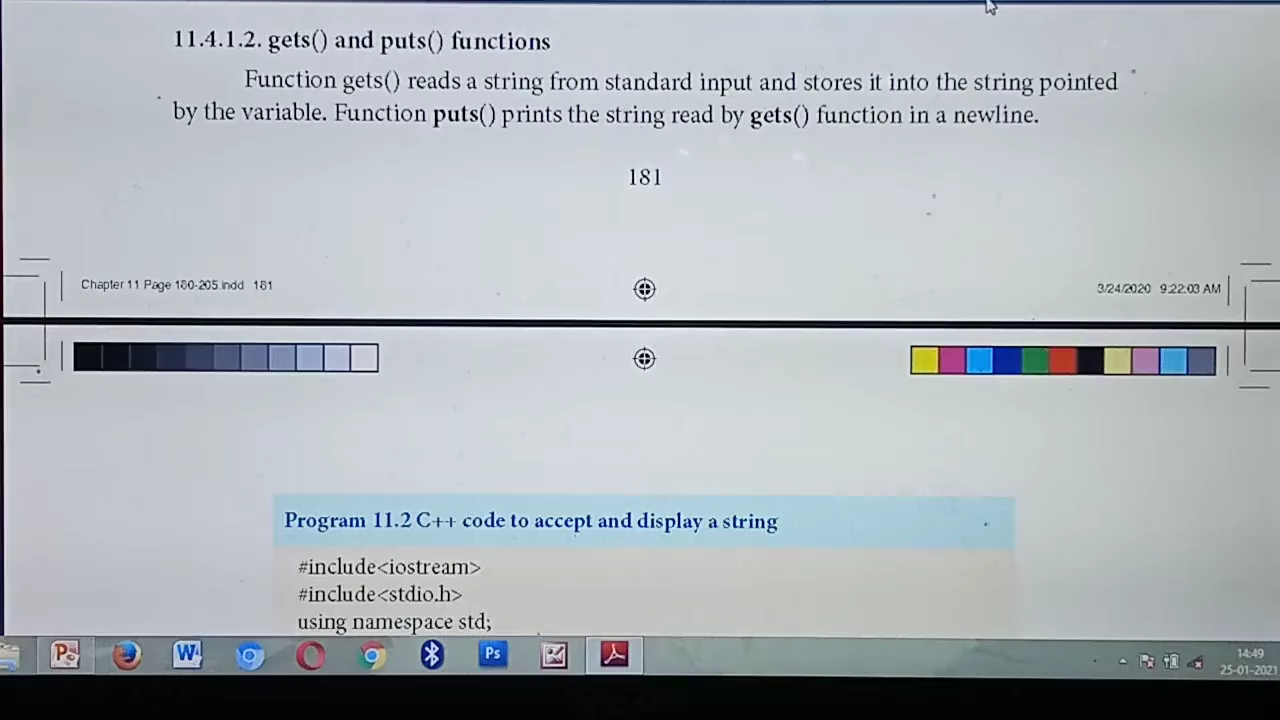 11.4.1.2. gets() and puts() functions
Function gets() reads a string from standard input and stores it into the string pointed
by the variable. Function puts() prints the string read by gets() function in a newline.
181
Chapter 11 Page 180-205.indd 181
3/24/2020 9:22:03 AM
Program 11.2 C++ code to accept and display a string
#include<iostream>
#include<stdio.h>
using namespace std;
Ps
14:49
25-01-2021